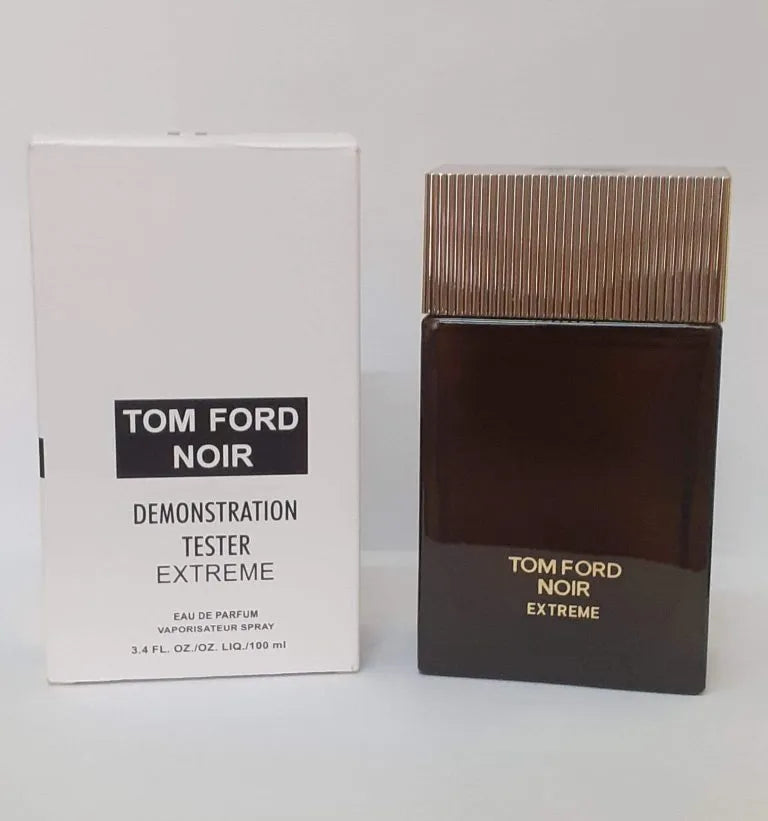 TOM FORD
NOIR
DEMONSTRATION
TESTER
EXTREME
EAU DE PARFUM
VAPORISATEUR SPRAY
3.4 FL. OZ./OZ. LIQ./100 ml
TOM FORD
NOIR
EXTREME